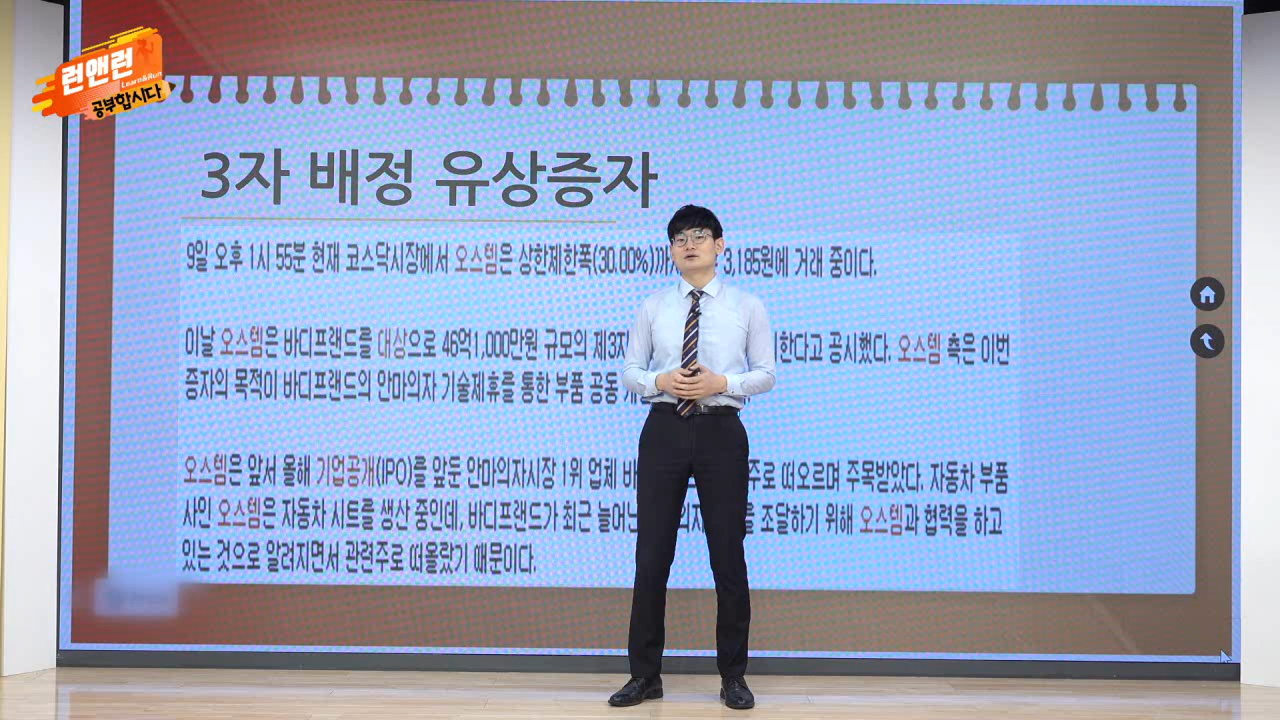 런앤런
Learn&Run
공부합시다
3자 배정 유상증자
9일 오후 1시 55분 현재 코스닥시장에서 오스템은 상한제한폭(30.00%)까 3,185원에 거래 중이다.
이날 오스템은 바디프랜드를 대상으로 46억1,000만원 규모의 제3자 한다고 공시했다. 오스템 측은 이번
증자의 목적이 바디프랜드의 안마의자 기술제휴를 통한 부품 공동
오스템은 앞서 올해 기업공개(IPO)를 앞둔 안마의자시장 1위 업체 바 주로 떠오르며 주목받았다. 자동차 부품
사인 오스템은 자동차 시트를 생산 중인데, 바디프랜드가 최근 늘어난 의자 를 조달하기 위해 오스템과 협력을 하고
있는 것으로 알려지면서 관련주로 떠올랐기 때문이다.